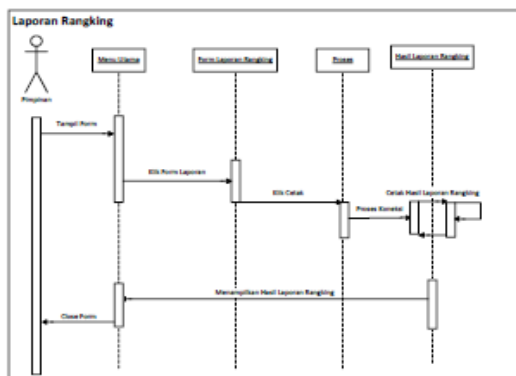 Laporan Rangking
Menu Utama
Form Laporan Rangking
Proses
Hasil Laporan Rangking
Pimpinan
Tampil Form
Klik Form Laporan
Klik Cetak
Cetak Hasil Laporan Rangking
Proses Koneksi
Menampilkan Hasil Laporan Rangking
Close Form